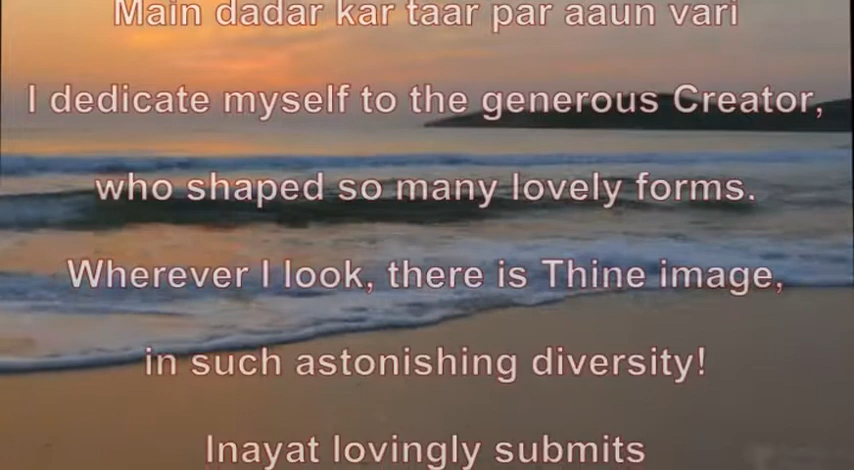 Main dadar kar taar par aaun vari
I dedicate myself to the generous Creator,
who shaped so many lovely forms.
Wherever I look, there is Thine image,
in such astonishing diversity!
Inayat lovingly submits